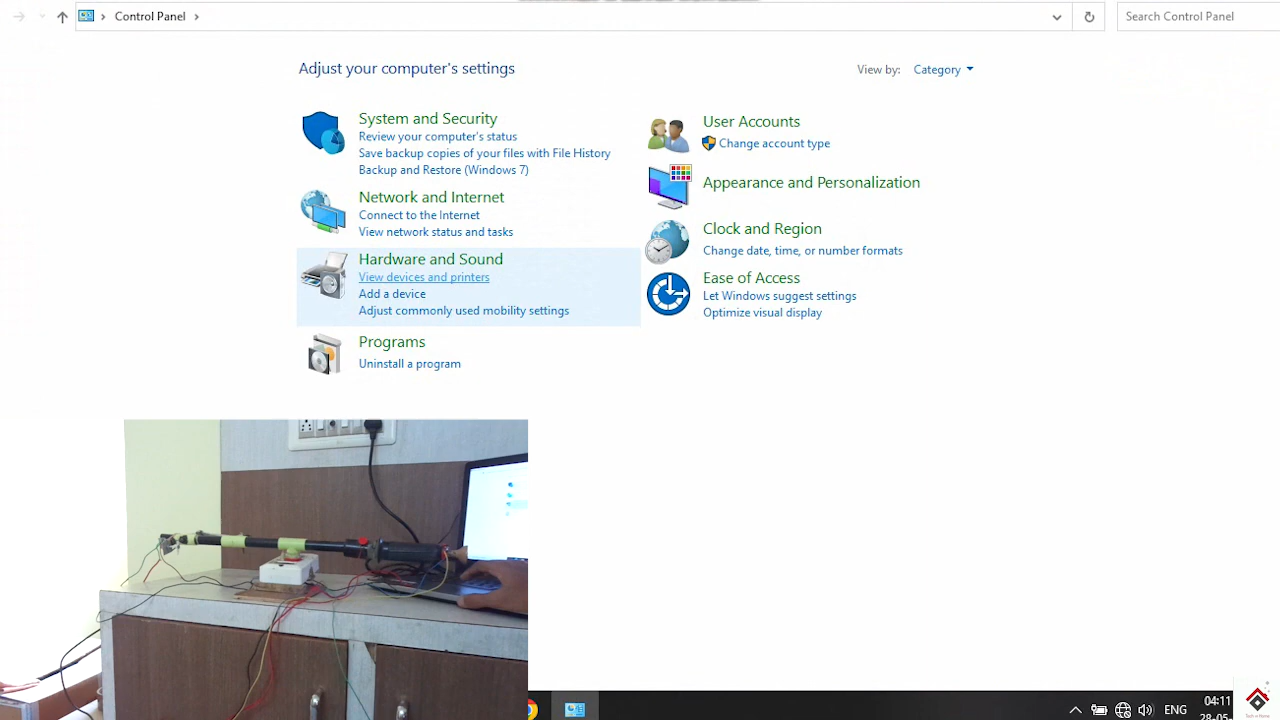 Control Panel
Search Control Panel
Adjust your computer's settings
View by: Category
System and Security
Review your computer's status
Save backup copies of your files with File History
Backup and Restore (Windows 7)
Network and Internet
Connect to the Internet
View network status and tasks
Hardware and Sound
View devices and printers
Add a device
Adjust commonly used mobility settings
Programs
Uninstall a program
User Accounts
Change account type
Appearance and Personalization
Clock and Region
Change date, time, or number formats
Ease of Access
Let Windows suggest settings
Optimize visual display
ENG
04:11
28-05-